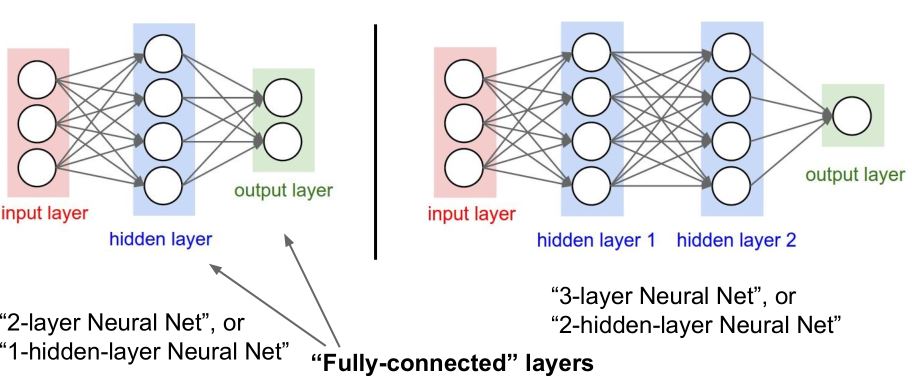 input layer
hidden layer
output layer
“2-layer Neural Net”, or
“1-hidden-layer Neural Net”
“Fully-connected” layers
input layer
hidden layer 1
hidden layer 2
output layer
“3-layer Neural Net”, or
“2-hidden-layer Neural Net”